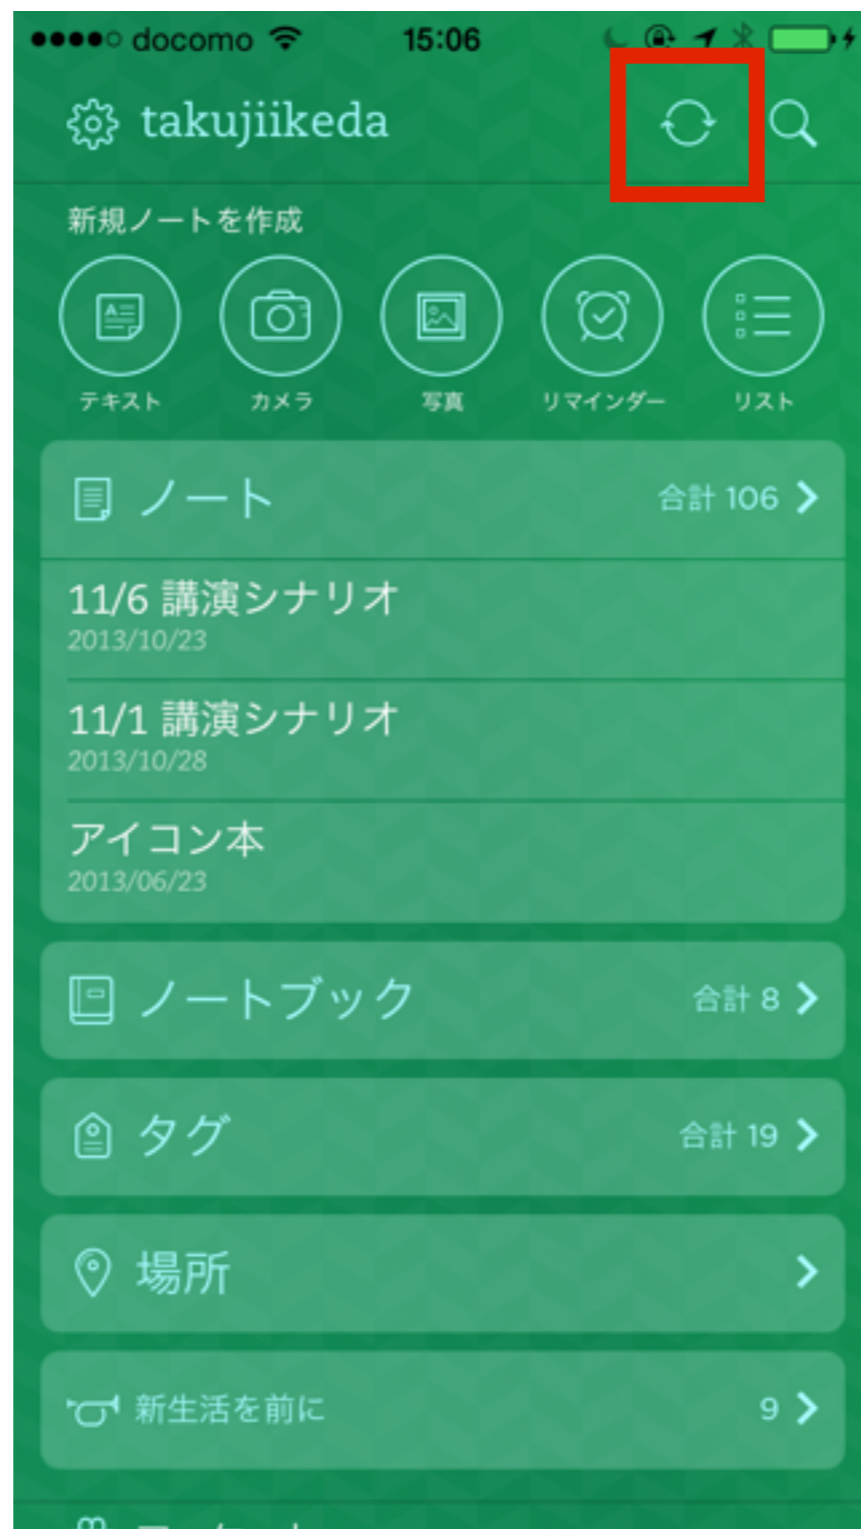 docomo 15:06
takujiikeda
新規ノートを作成
テキスト カメラ 写真 リマインダー リスト
ノート 合計 106
11/6 講演シナリオ
2013/10/23
11/1 講演シナリオ
2013/10/28
アイコン本
2013/06/23
ノートブック 合計 8
タグ 合計 19
場所
新生活を前に 9